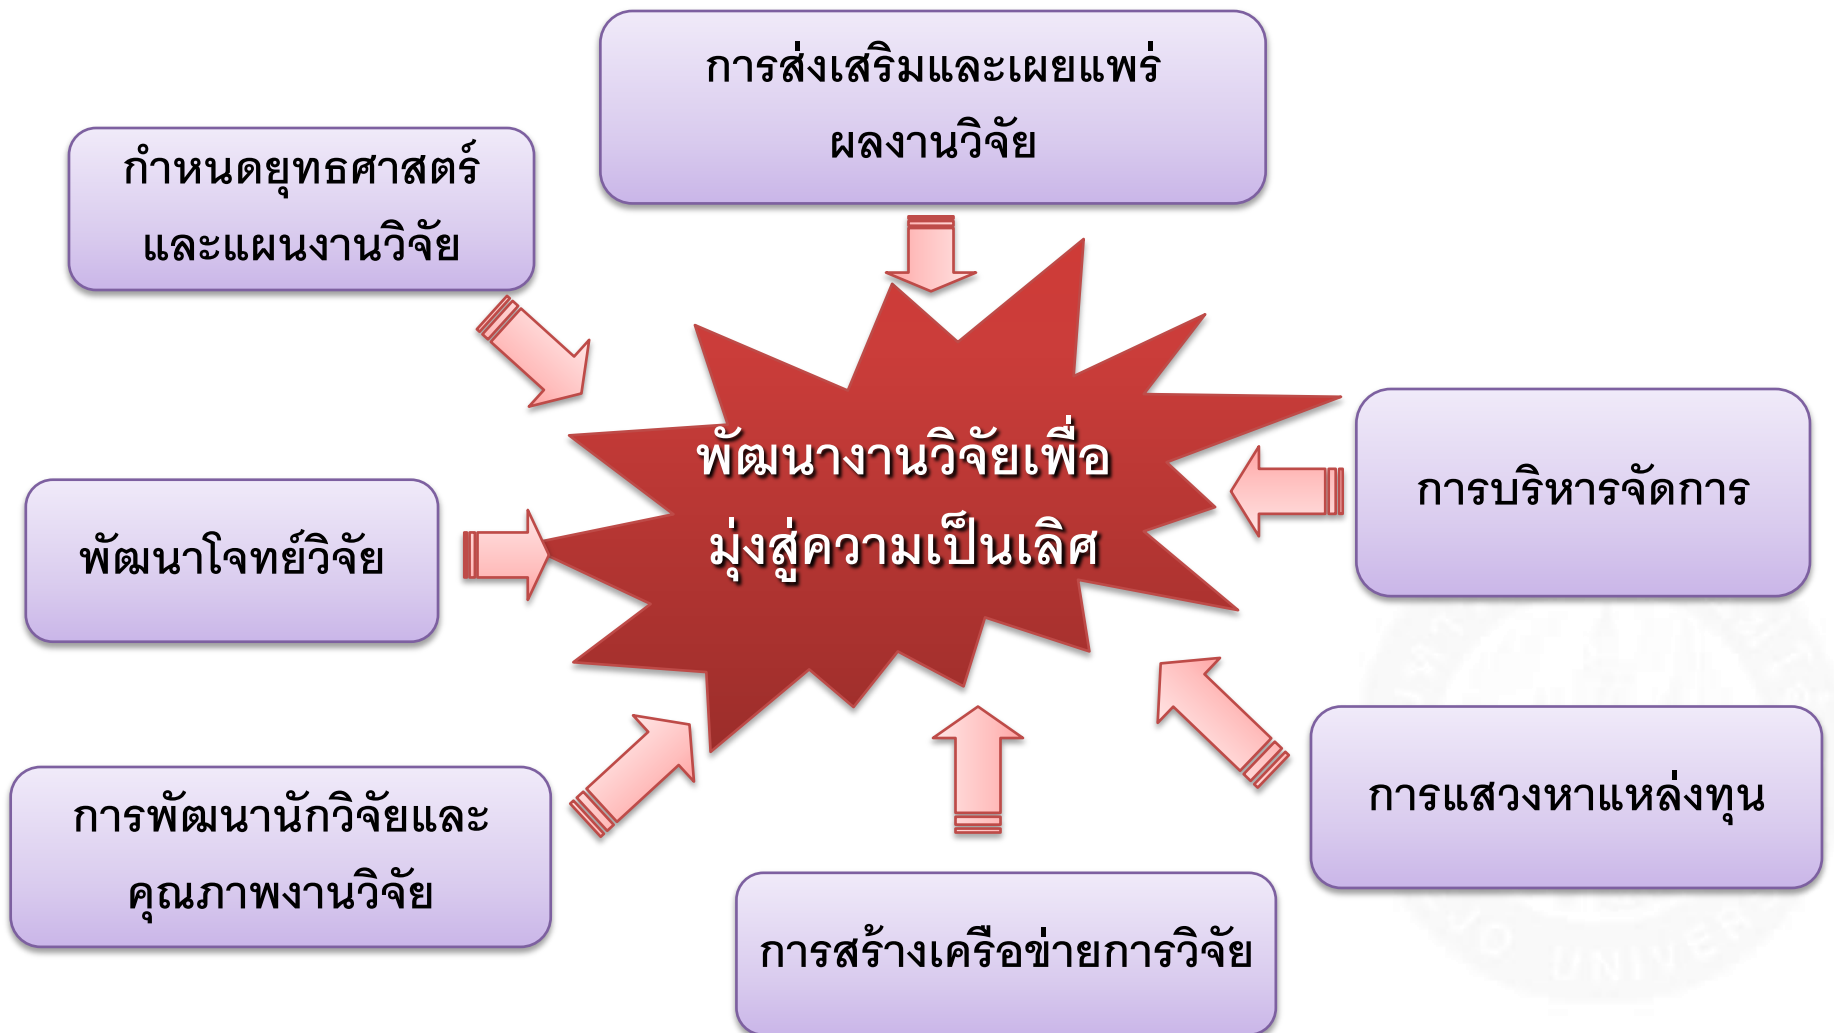 การส่งเสริมและเผยแพร่
ผลงานวิจัย
กำหนดยุทธศาสตร์
และแผนงานวิจัย
พัฒนางานวิจัยเพื่อ
มุ่งสู่ความเป็นเลิศ
การบริหารจัดการ
พัฒนาโจทย์วิจัย
การแสวงหาแหล่งทุน
การพัฒนานักวิจัยและ
คุณภาพงานวิจัย
การสร้างเครือข่ายการวิจัย